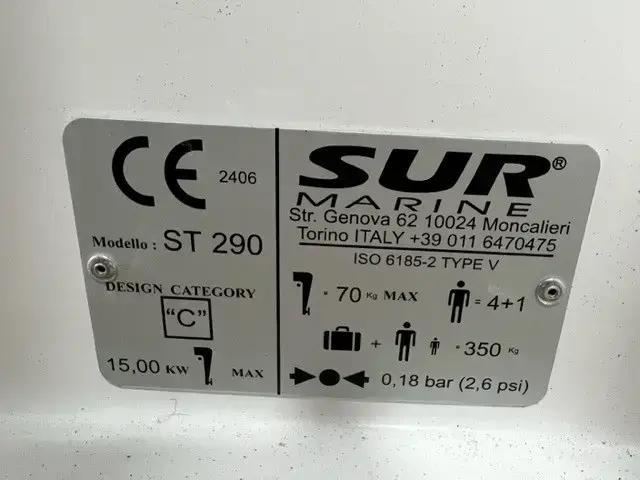 CE 2406
Modello : ST 290
DESIGN CATEGORY
"C"
15,00 KW MAX
SUR®
MARINE
Str. Genova 62 10024 Moncalieri
Torino ITALY +39 011 6470475
ISO 6185-2 TYPE V
= 70 Kg MAX = 4+1
+ = 350 Kg
0,18 bar (2,6 psi)